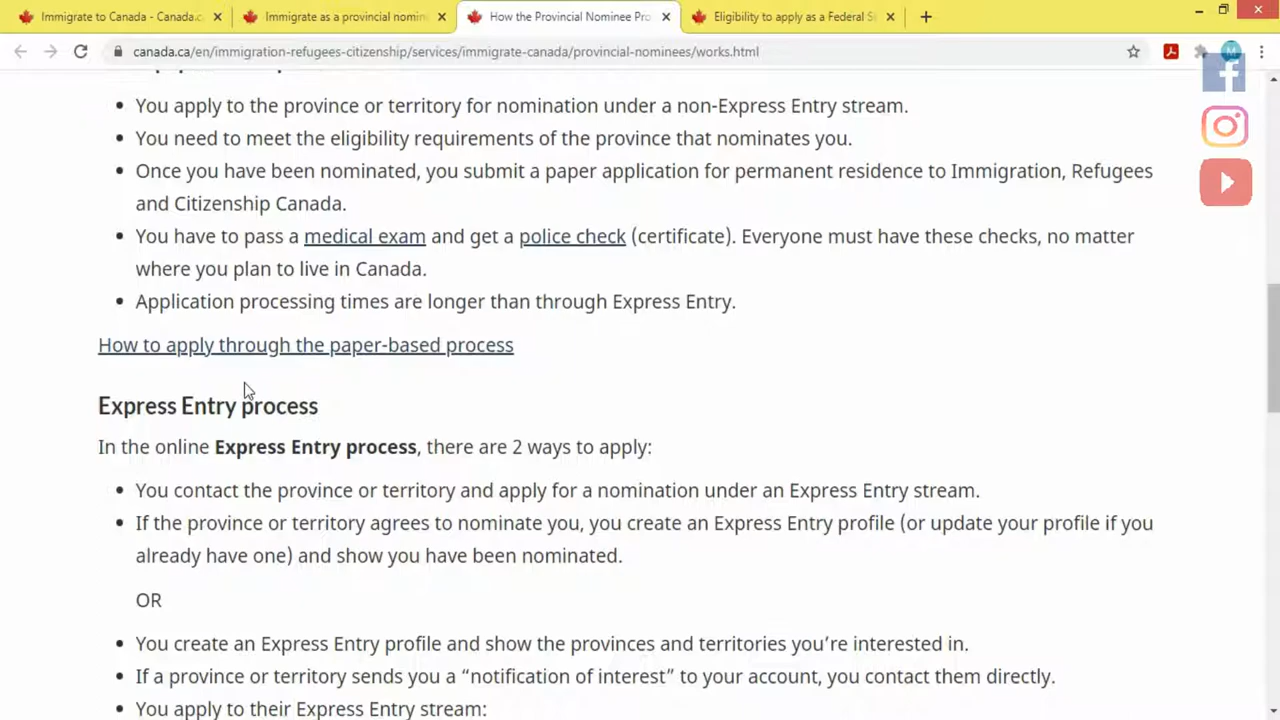 Immigrate to Canada - Canada.c
Immigrate as a provincial nomin
How the Provincial Nominee Pro
Eligibility to apply as a Federal S
canada.ca/en/immigration-refugees-citizenship/services/immigrate-canada/provincial-nominees/works.html
M
• You apply to the province or territory for nomination under a non-Express Entry stream.
• You need to meet the eligibility requirements of the province that nominates you.
• Once you have been nominated, you submit a paper application for permanent residence to Immigration, Refugees
and Citizenship Canada.
• You have to pass a medical exam and get a police check (certificate). Everyone must have these checks, no matter
where you plan to live in Canada.
• Application processing times are longer than through Express Entry.
How to apply through the paper-based process
Express Entry process
In the online Express Entry process, there are 2 ways to apply:
• You contact the province or territory and apply for a nomination under an Express Entry stream.
• If the province or territory agrees to nominate you, you create an Express Entry profile (or update your profile if you
already have one) and show you have been nominated.
OR
• You create an Express Entry profile and show the provinces and territories you’re interested in.
• If a province or territory sends you a “notification of interest” to your account, you contact them directly.
• You apply to their Express Entry stream: